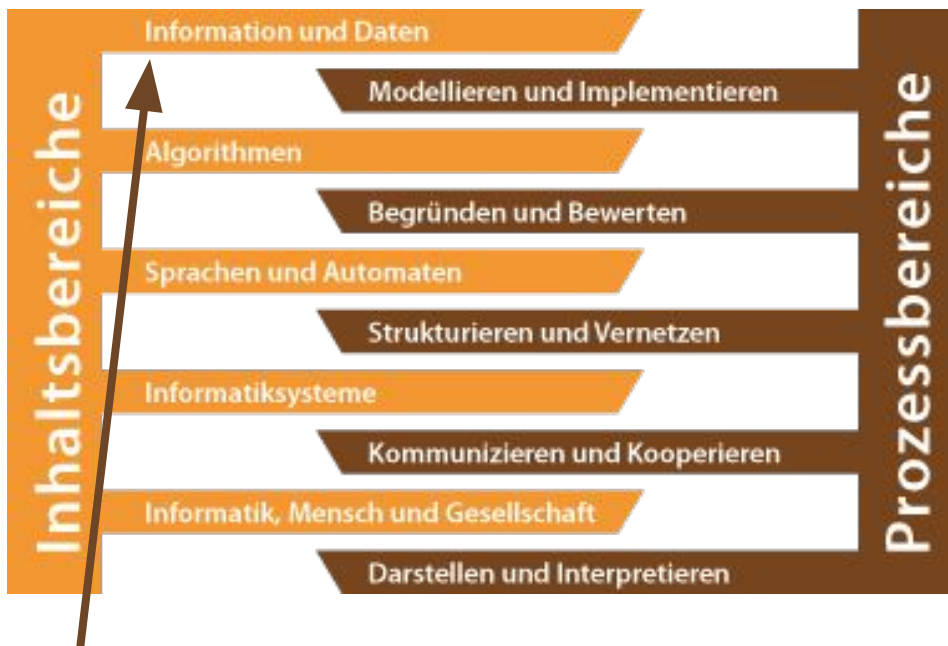 Inhaltsbereiche
Information und Daten
Modellieren und Implementieren
Algorithmen
Begründen und Bewerten
Sprachen und Automaten
Strukturieren und Vernetzen
Informatiksysteme
Kommunizieren und Kooperieren
Informatik, Mensch und Gesellschaft
Darstellen und Interpretieren
Prozessbereiche